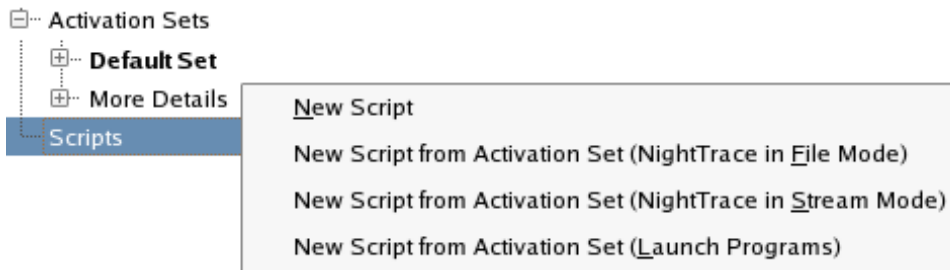 Activation Sets
Default Set
More Details
Scripts
New Script
New Script from Activation Set (NightTrace in File Mode)
New Script from Activation Set (NightTrace in Stream Mode)
New Script from Activation Set (Launch Programs)